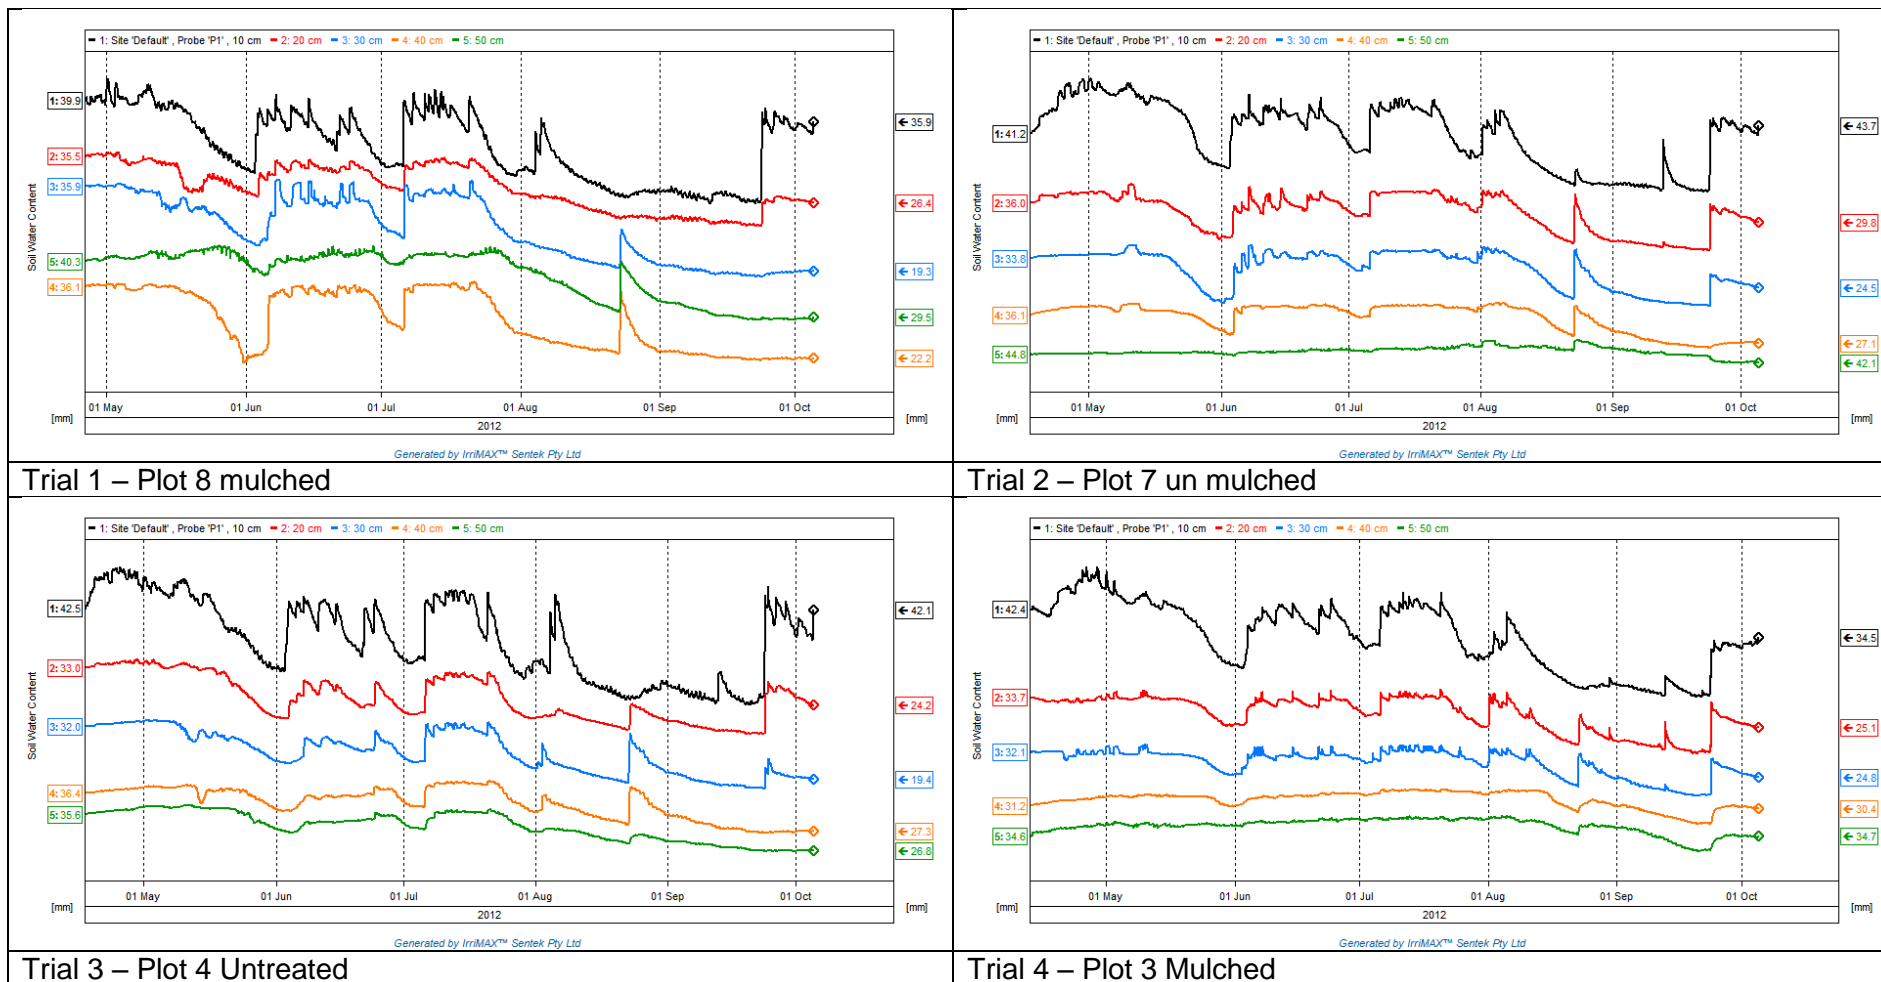 1: Site 'Default' , Probe 'P1' , 10 cm 2: 20 cm 3: 30 cm 4: 40 cm 5: 50 cm
1: 39.9
2: 35.5
3: 35.9
5: 40.3
4: 36.1
Soil Water Content
← 35.9
← 26.4
← 19.3
← 29.5
← 22.2
01 May 01 Jun 01 Jul 01 Aug 01 Sep 01 Oct
[mm] 2012 [mm]
Generated by IrriMAX™ Sentek Pty Ltd
Trial 1 – Plot 8 mulched
1: Site 'Default' , Probe 'P1' , 10 cm 2: 20 cm 3: 30 cm 4: 40 cm 5: 50 cm
1: 41.2
2: 36.0
3: 33.8
4: 36.1
5: 44.8
Soil Water Content
← 43.7
← 29.8
← 24.5
← 27.1
← 42.1
01 May 01 Jun 01 Jul 01 Aug 01 Sep 01 Oct
[mm] 2012 [mm]
Generated by IrriMAX™ Sentek Pty Ltd
Trial 2 – Plot 7 un mulched
1: Site 'Default' , Probe 'P1' , 10 cm 2: 20 cm 3: 30 cm 4: 40 cm 5: 50 cm
1: 42.5
2: 33.0
3: 32.0
4: 36.4
5: 35.6
Soil Water Content
← 42.1
← 24.2
← 19.4
← 27.3
← 26.8
01 May 01 Jun 01 Jul 01 Aug 01 Sep 01 Oct
[mm] 2012 [mm]
Generated by IrriMAX™ Sentek Pty Ltd
Trial 3 – Plot 4 Untreated
1: Site 'Default' , Probe 'P1' , 10 cm 2: 20 cm 3: 30 cm 4: 40 cm 5: 50 cm
1: 42.4
2: 33.7
3: 32.1
4: 31.2
5: 34.6
Soil Water Content
← 34.5
← 25.1
← 24.8
← 30.4
← 34.7
01 May 01 Jun 01 Jul 01 Aug 01 Sep 01 Oct
[mm] 2012 [mm]
Generated by IrriMAX™ Sentek Pty Ltd
Trial 4 – Plot 3 Mulched